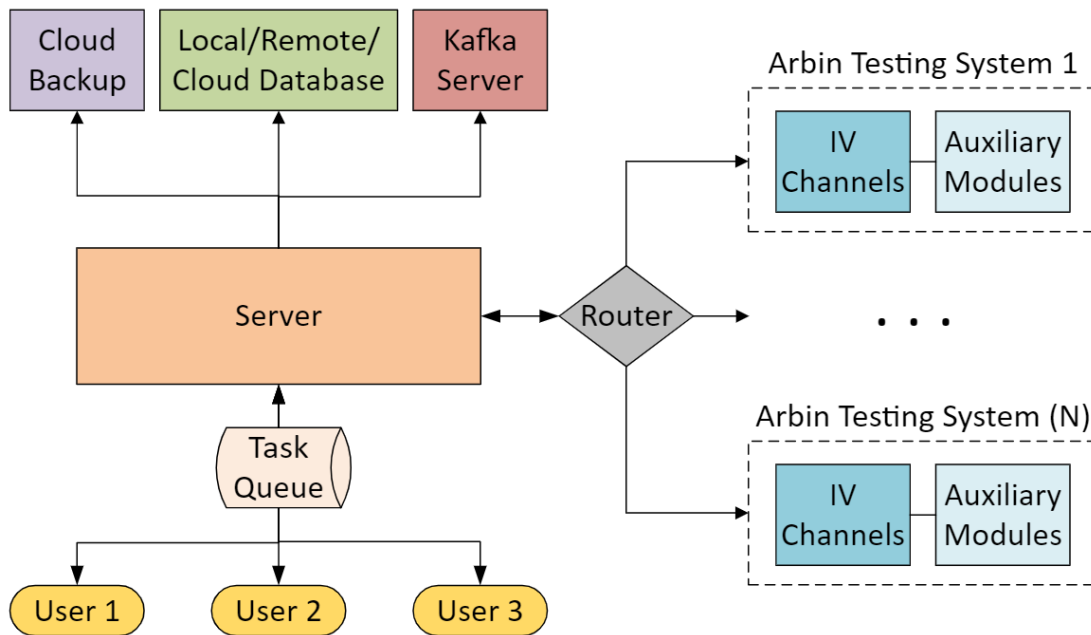 Cloud
Backup
Local/Remote/
Cloud Database
Kafka
Server
Arbin Testing System 1
IV
Channels
Auxiliary
Modules
Server
Router
. . .
Task
Queue
Arbin Testing System (N)
IV
Channels
Auxiliary
Modules
User 1
User 2
User 3